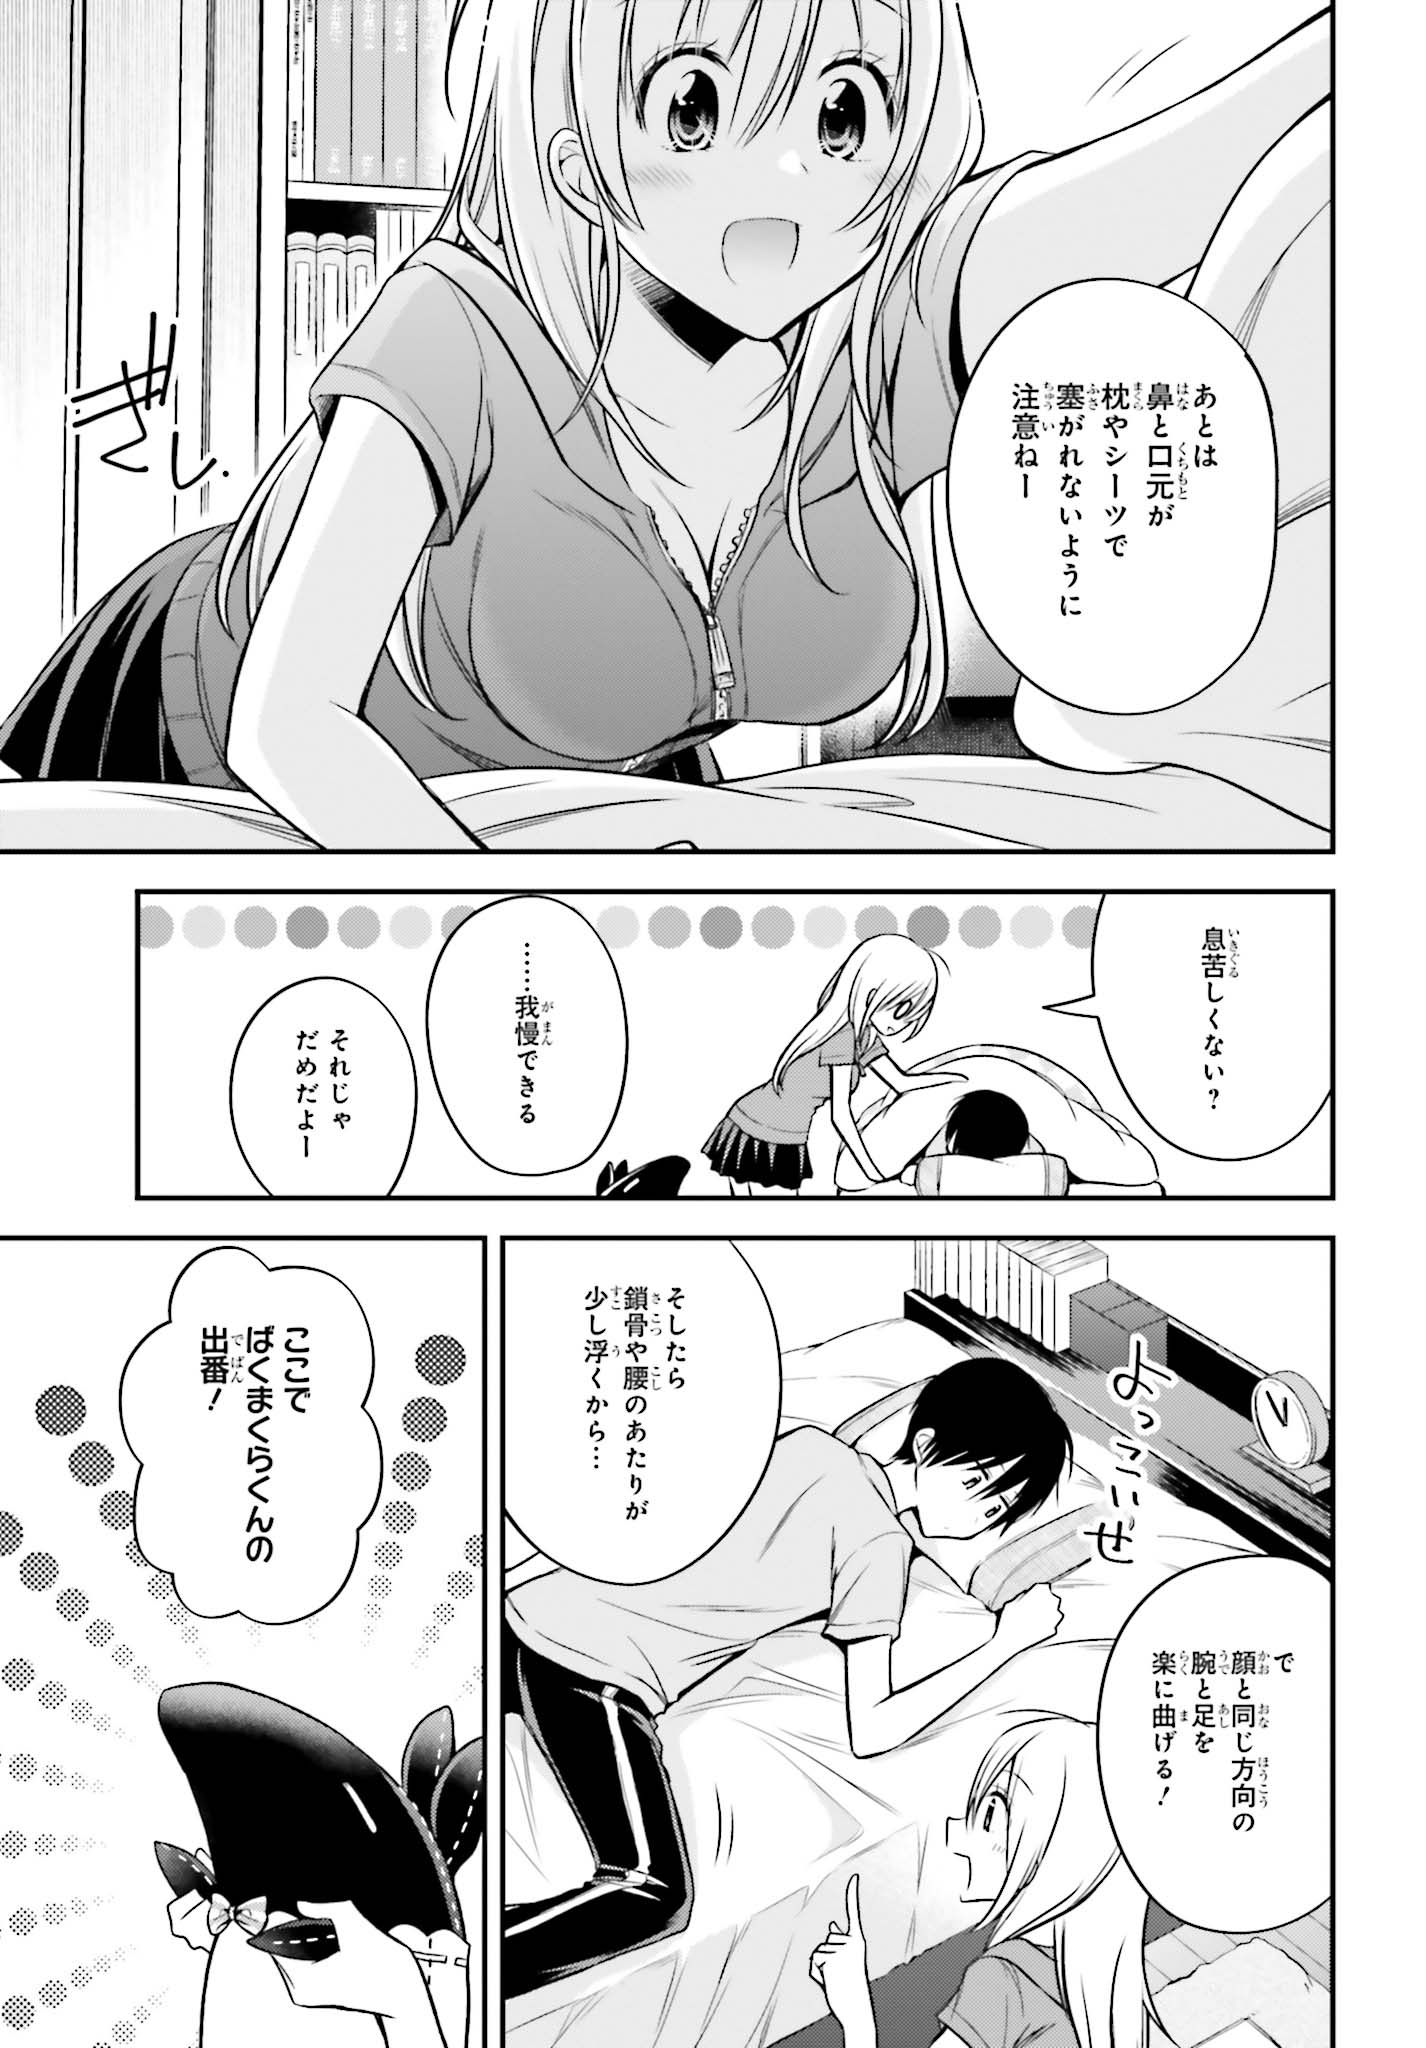 あとは
鼻と口元が
枕やシーツで
塞がれないように
注意ねー
ぎし.
息苦しくない?
……我慢できる
それじゃ
だめだよー
で
顔と同じ方向の
腕と足を
楽に曲げる!
よっこいせ
そしたら
鎖骨や腰のあたりが
少し浮くから…
ここで
ばくまくらくんの
出番!